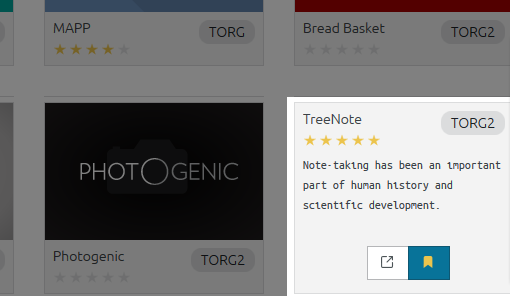 MAPP
TORG
Bread Basket
TORG2
PHOTOGENIC
Photogenic
TORG2
TreeNote
TORG2
Note-taking has been an important
part of human history and
scientific development.